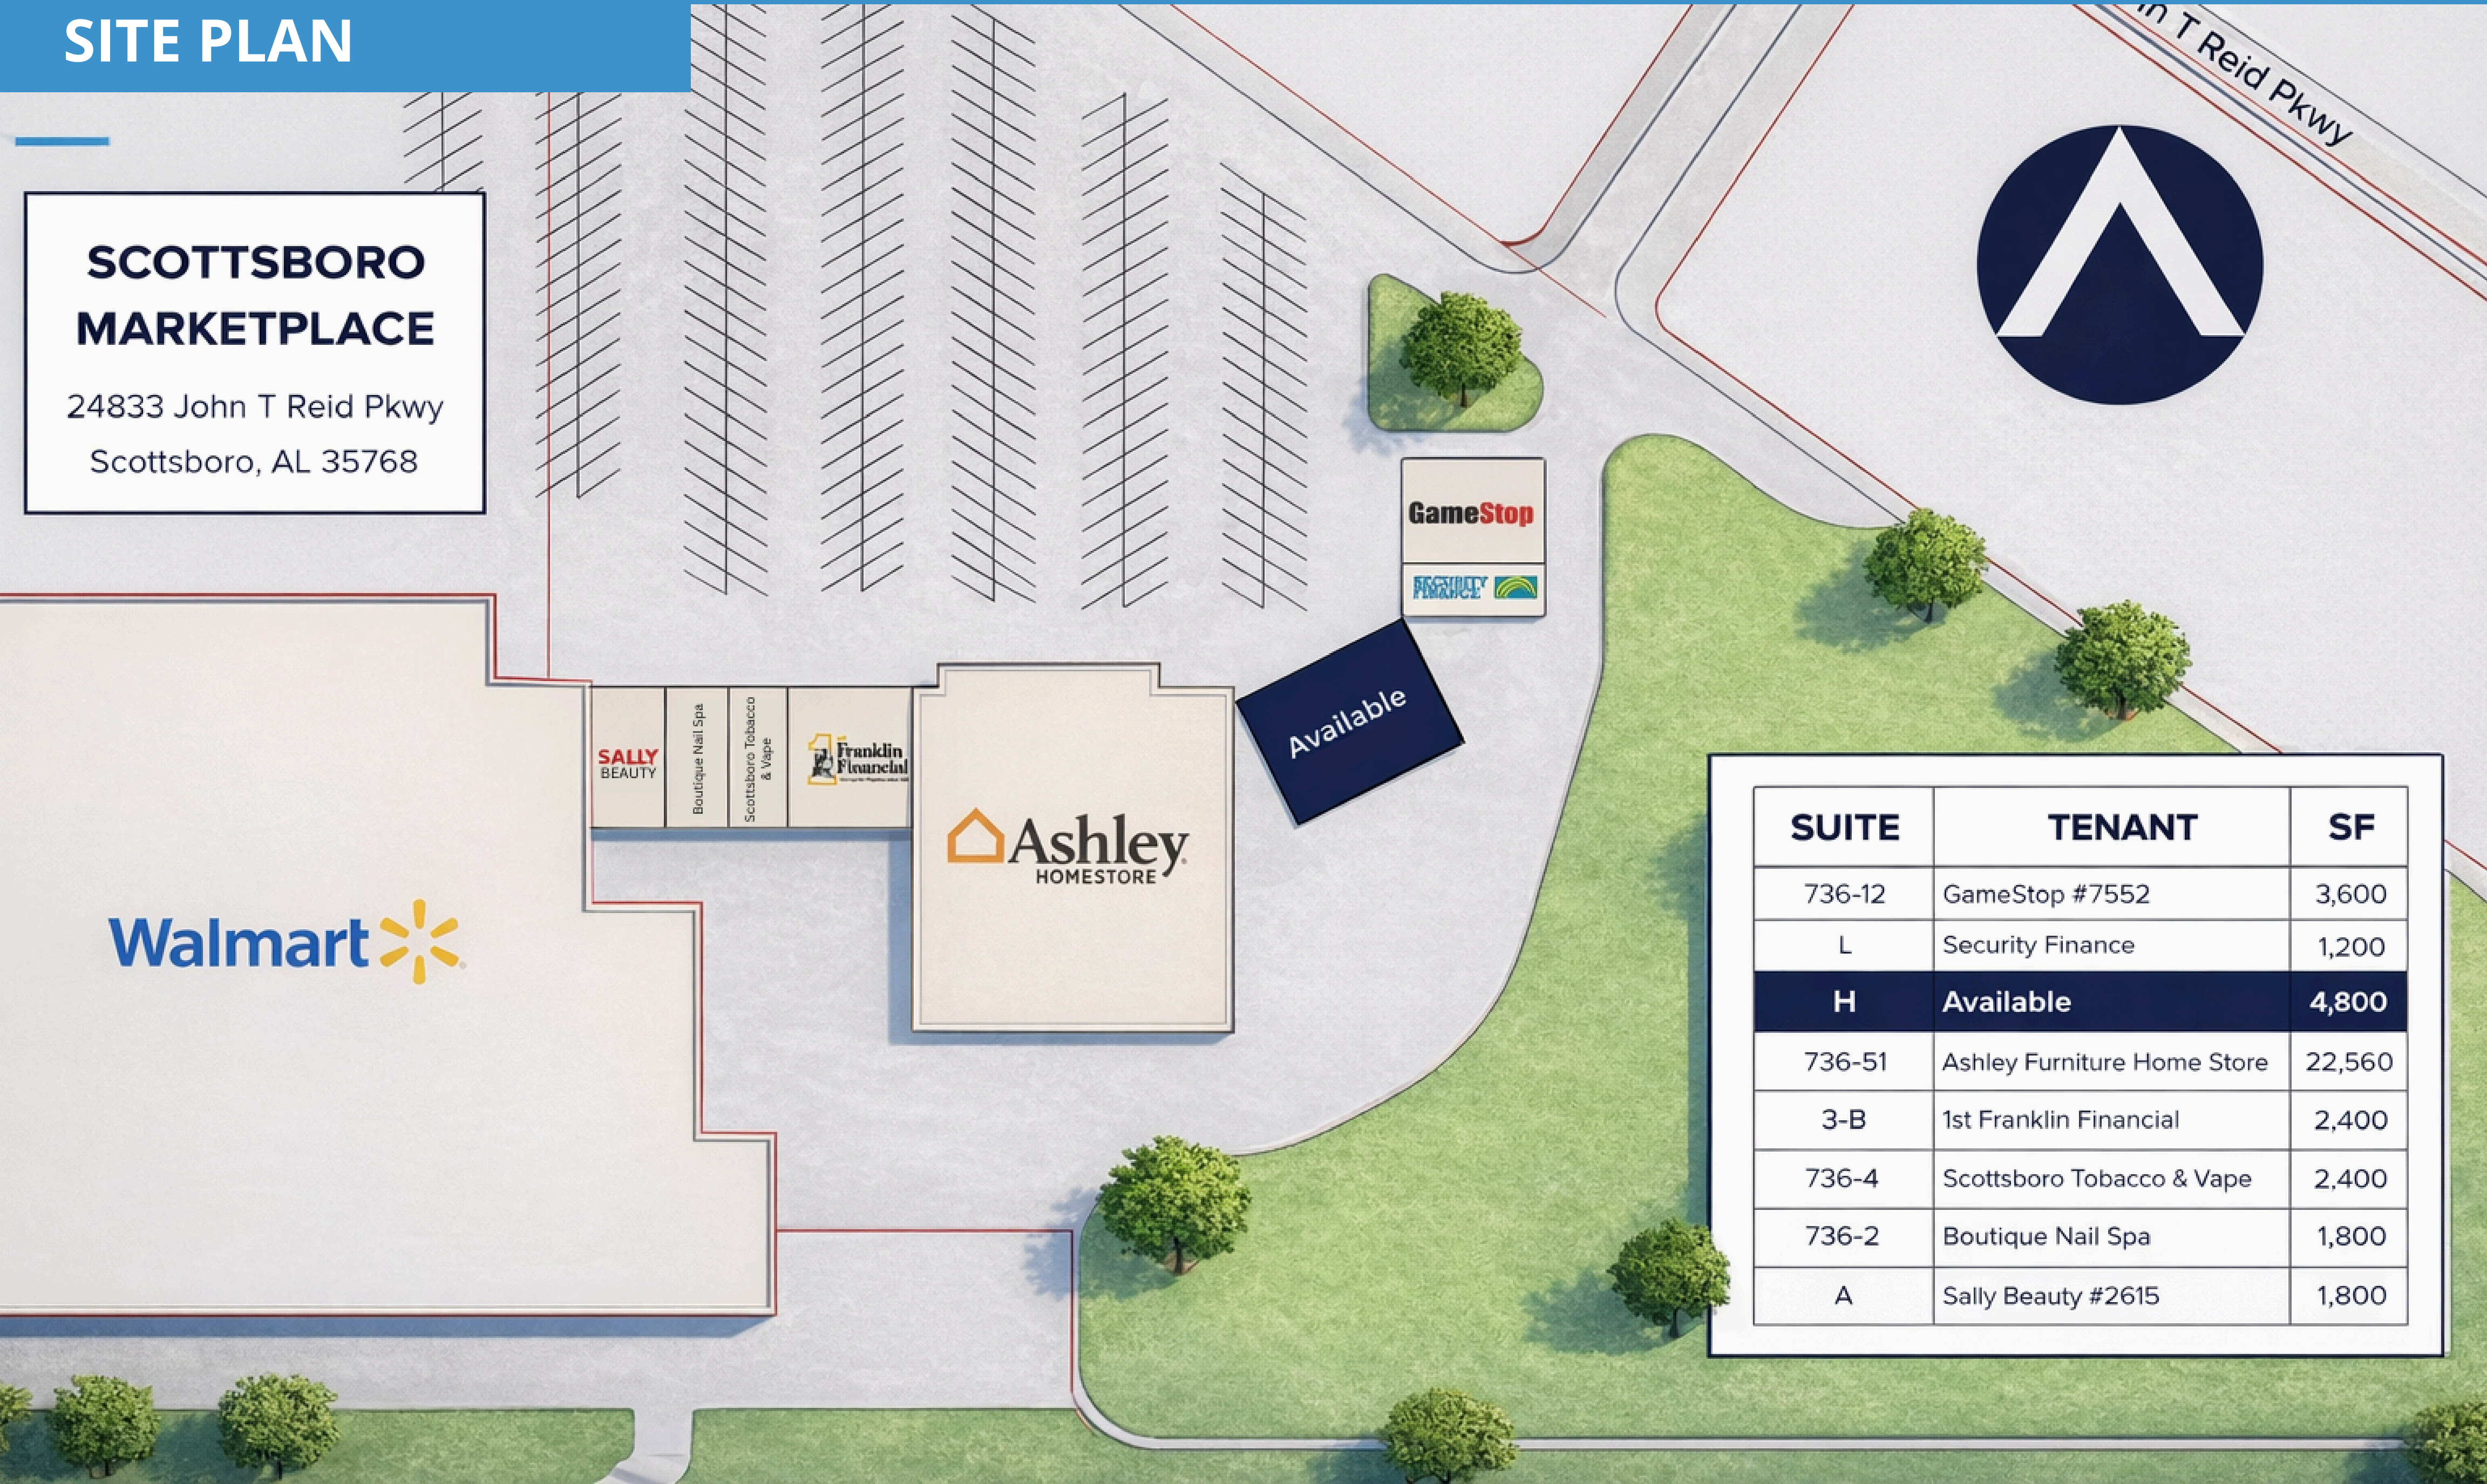 SITE PLAN
n T Reid Pkwy
SCOTTSBORO
MARKETPLACE
24833 John T Reid Pkwy
Scottsboro, AL 35768
GameStop
SECURITY
FINANCE
Available
SALLY
BEAUTY
Boutique Nail Spa
Scottsboro Tobacco
& Vape
1
Franklin
Financial
Ashley
HOMESTORE
Walmart
SUITE TENANT SF
736-12 GameStop #7552 3,600
L Security Finance 1,200
H Available 4,800
736-51 Ashley Furniture Home Store 22,560
3-B 1st Franklin Financial 2,400
736-4 Scottsboro Tobacco & Vape 2,400
736-2 Boutique Nail Spa 1,800
A Sally Beauty #2615 1,800